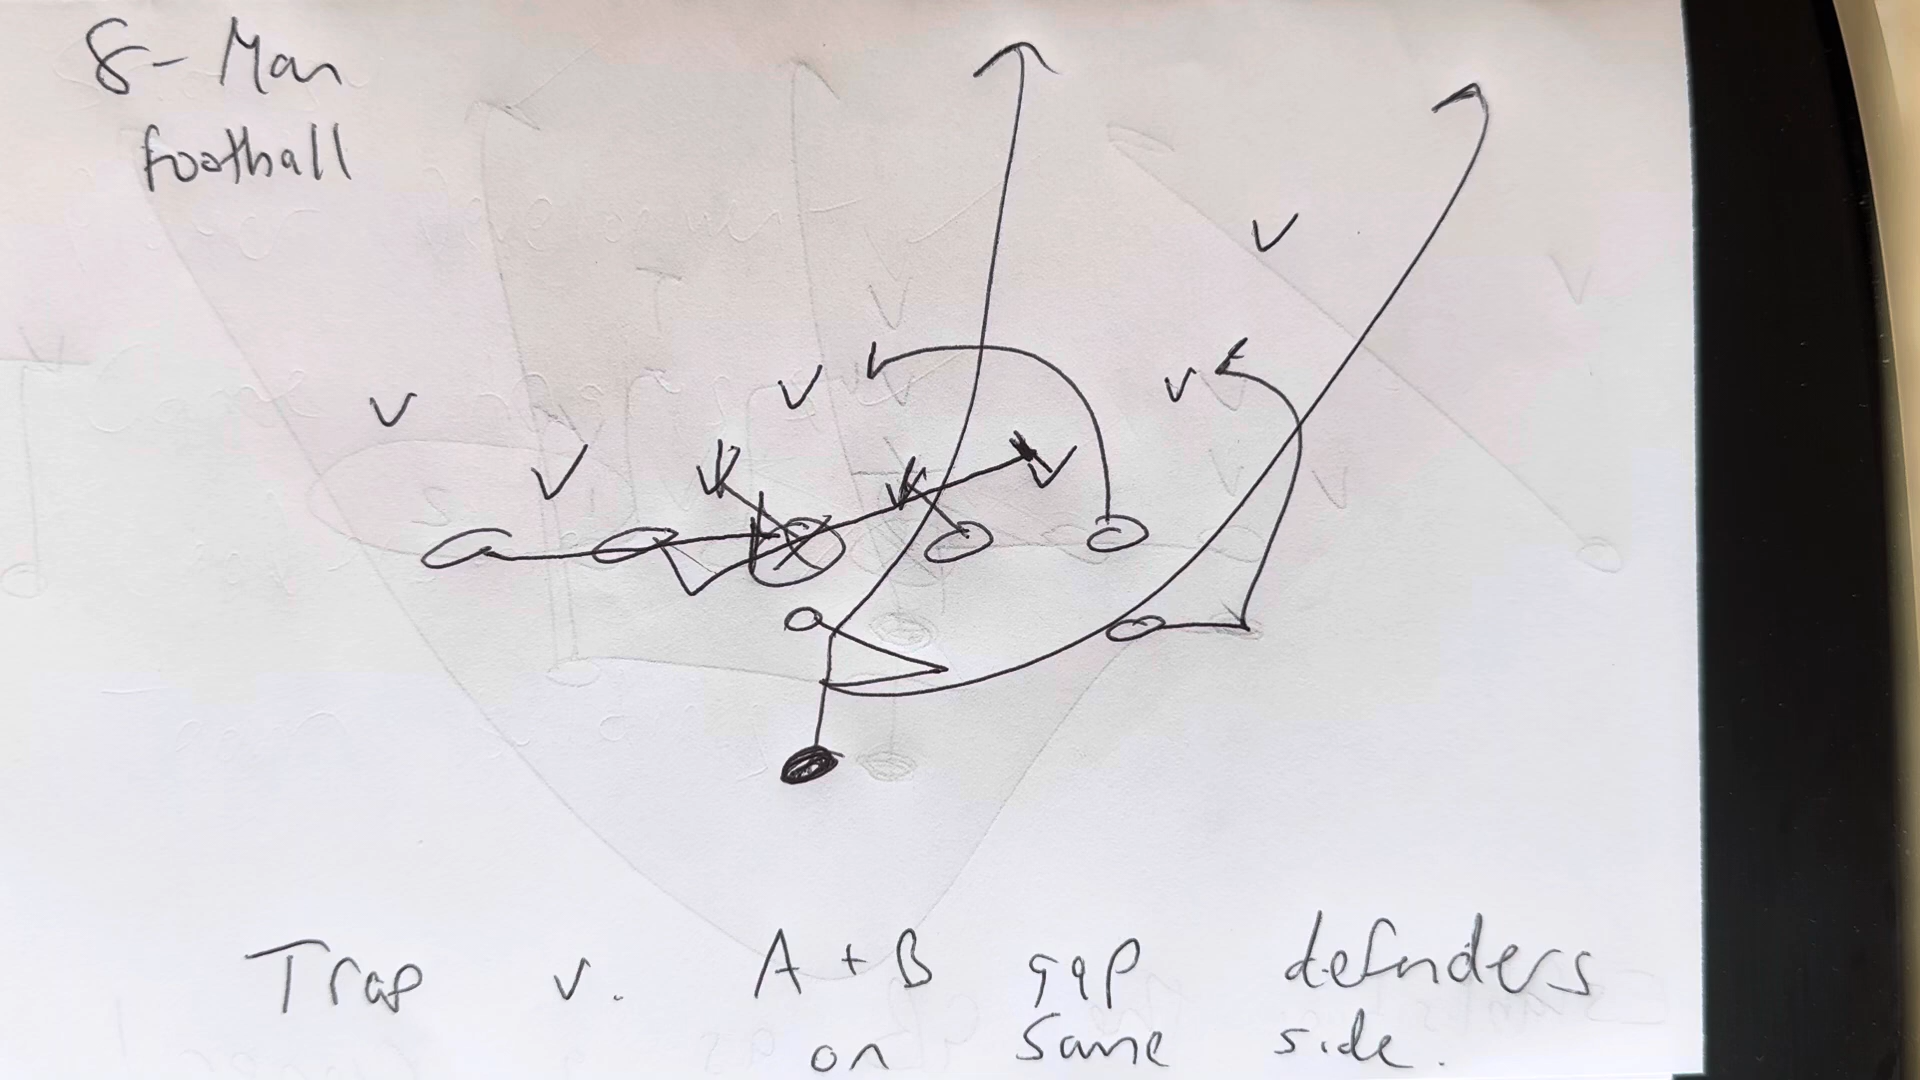 8-Man
football
Trap v. A + B gap defenders
on same side.